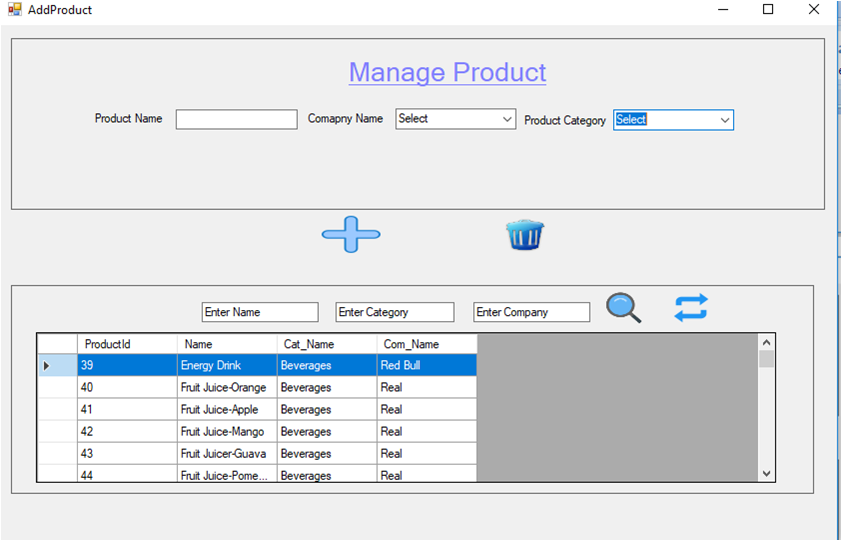 AddProduct
Manage Product
Product Name Comapny Name Select Product Category Select
Enter Name Enter Category Enter Company
ProductId Name Cat_Name Com_Name
39 Energy Drink Beverages Red Bull
40 Fruit Juice-Orange Beverages Real
41 Fruit Juice-Apple Beverages Real
42 Fruit Juice-Mango Beverages Real
43 Fruit Juicer-Guava Beverages Real
44 Fruit Juice-Pome... Beverages Real